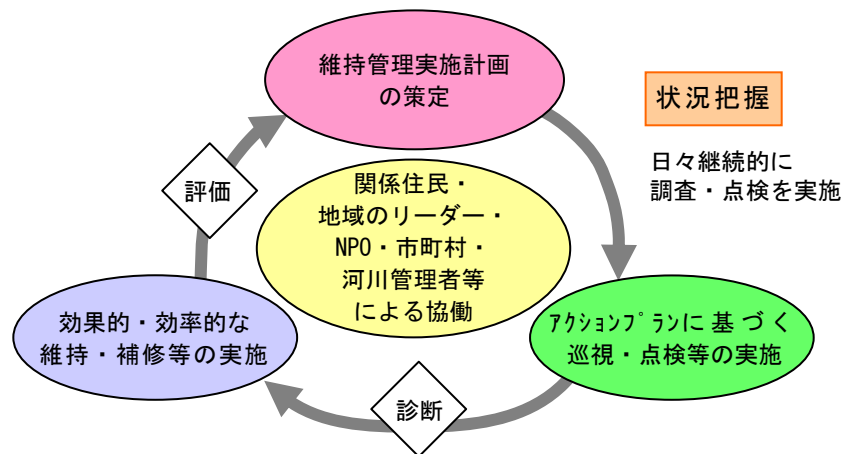 維持管理実施計画
の策定
状況把握
日々継続的に
調査・点検を実施
評価
関係住民・
地域のリーダー・
NPO・市町村・
河川管理者等
による協働
効果的・効率的な
維持・補修等の実施
ｱｸｼｮﾝﾌﾟﾗﾝに基づく
巡視・点検等の実施
診断